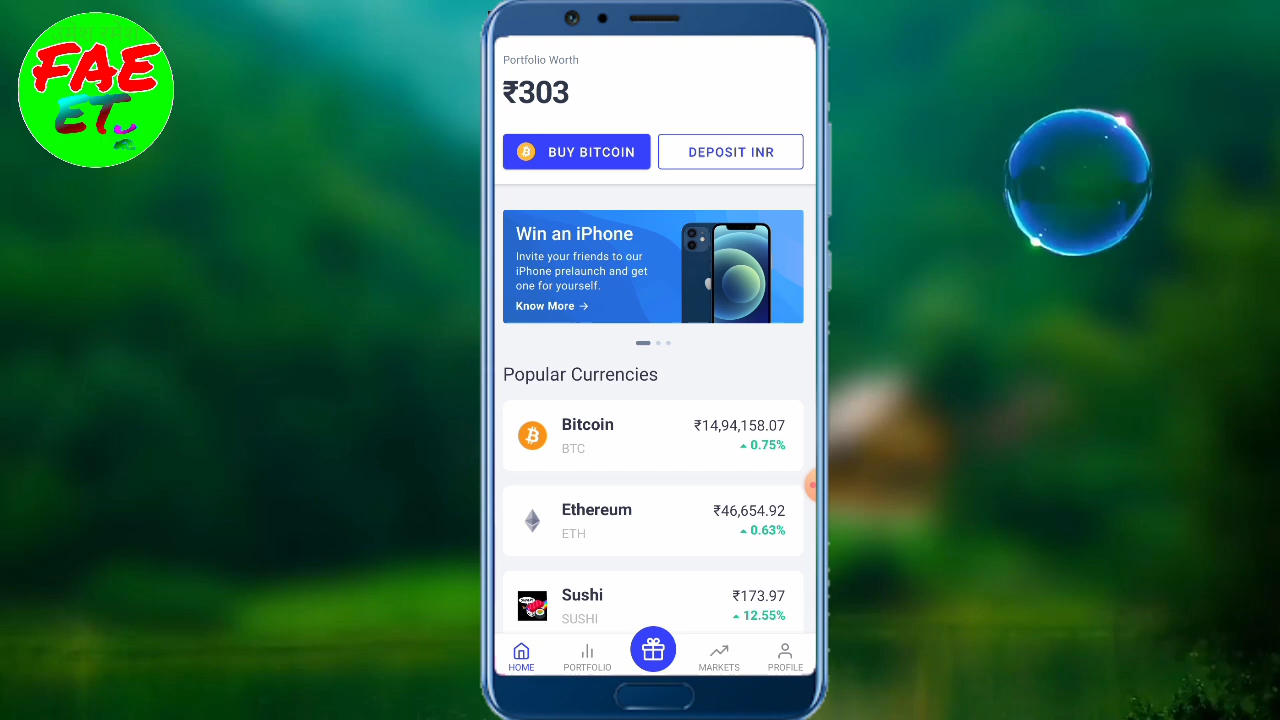 FAE
ET
Portfolio Worth
₹303
BUY BITCOIN
DEPOSIT INR
Win an iPhone
Invite your friends to our
iPhone prelaunch and get
one for yourself.
Know More →
Popular Currencies
Bitcoin
₹14,94,158.07
BTC
▲ 0.75%
Ethereum
₹46,654.92
ETH
▲ 0.63%
Sushi
₹173.97
SUSHI
▲ 12.55%
HOME
PORTFOLIO
MARKETS
PROFILE